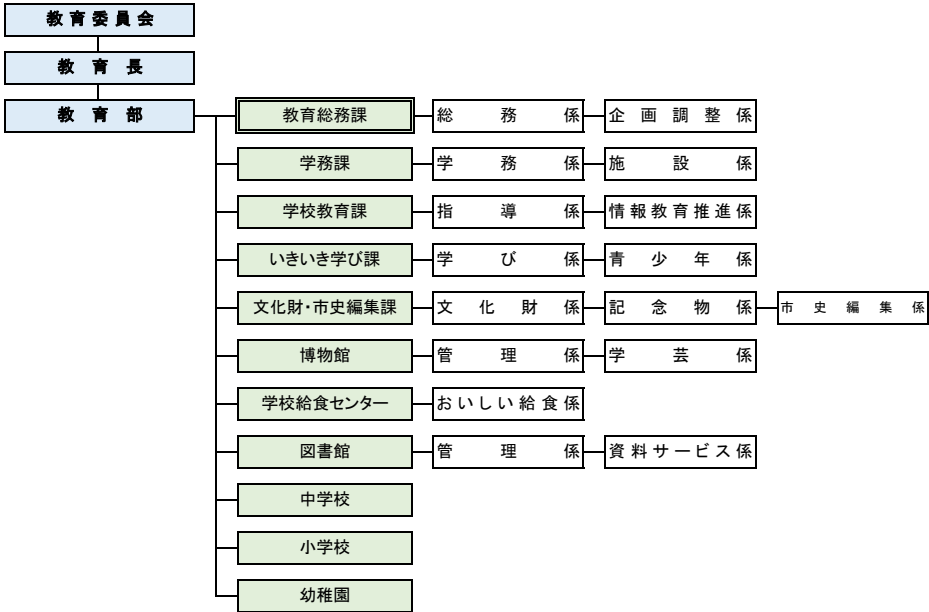 教育委員会
教育長
教育部
教育総務課 総務係 企画調整係
学務課 学務係 施設係
学校教育課 指導係 情報教育推進係
いきいき学び課 学び係 青少年係
文化財・市史編集課 文化財係 記念物係 市史編集係
博物館 管理係 学芸係
学校給食センター おいしい給食係
図書館 管理係 資料サービス係
中学校
小学校
幼稚園